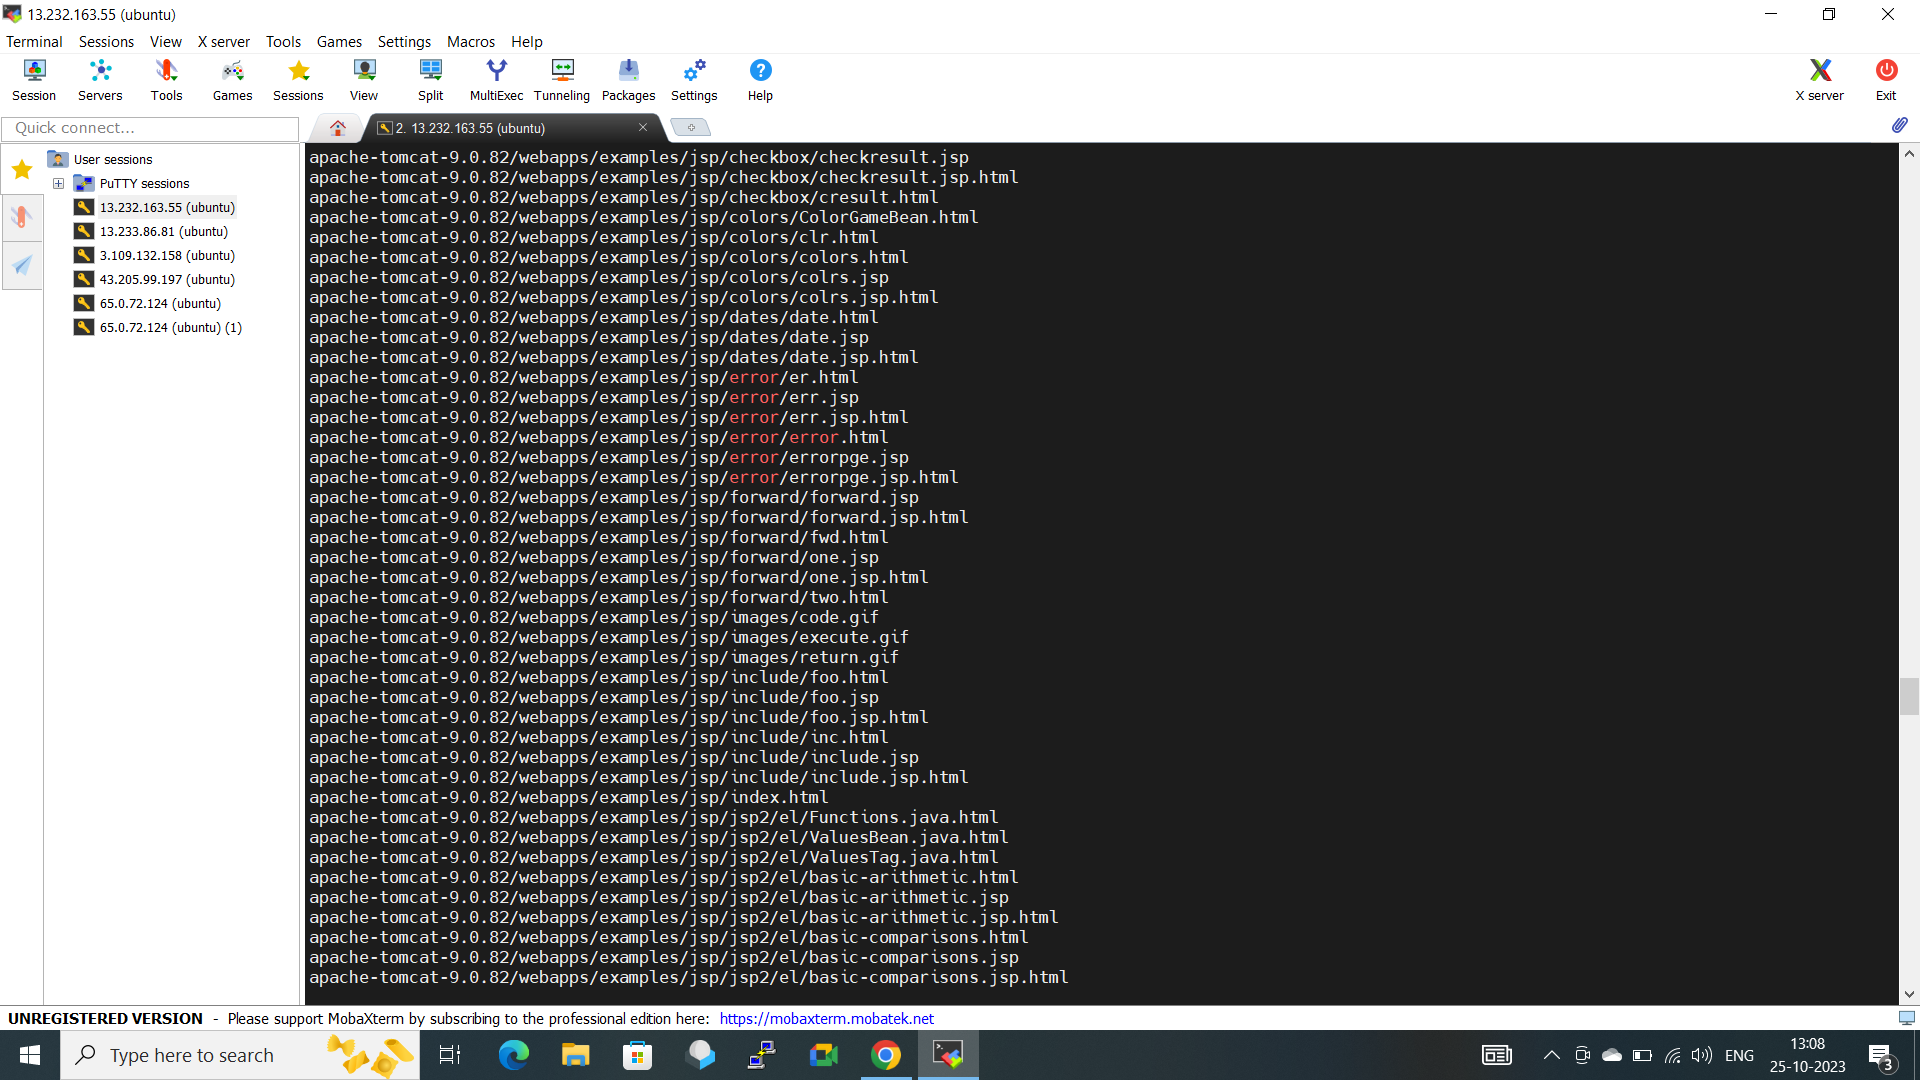 13.232.163.55 (ubuntu)
Terminal Sessions View X server Tools Games Settings Macros Help
Session Servers Tools Games Sessions View Split MultiExec Tunneling Packages Settings Help X server Exit
Quick connect...
2. 13.232.163.55 (ubuntu)
User sessions
PuTTY sessions
13.232.163.55 (ubuntu)
13.233.86.81 (ubuntu)
3.109.132.158 (ubuntu)
43.205.99.197 (ubuntu)
65.0.72.124 (ubuntu)
65.0.72.124 (ubuntu) (1)
apache-tomcat-9.0.82/webapps/examples/jsp/checkbox/checkresult.jsp
apache-tomcat-9.0.82/webapps/examples/jsp/checkbox/checkresult.jsp.html
apache-tomcat-9.0.82/webapps/examples/jsp/checkbox/cresult.html
apache-tomcat-9.0.82/webapps/examples/jsp/colors/ColorGameBean.html
apache-tomcat-9.0.82/webapps/examples/jsp/colors/clr.html
apache-tomcat-9.0.82/webapps/examples/jsp/colors/colors.html
apache-tomcat-9.0.82/webapps/examples/jsp/colors/colrs.jsp
apache-tomcat-9.0.82/webapps/examples/jsp/colors/colrs.jsp.html
apache-tomcat-9.0.82/webapps/examples/jsp/dates/date.html
apache-tomcat-9.0.82/webapps/examples/jsp/dates/date.jsp
apache-tomcat-9.0.82/webapps/examples/jsp/dates/date.jsp.html
apache-tomcat-9.0.82/webapps/examples/jsp/error/er.html
apache-tomcat-9.0.82/webapps/examples/jsp/error/err.jsp
apache-tomcat-9.0.82/webapps/examples/jsp/error/err.jsp.html
apache-tomcat-9.0.82/webapps/examples/jsp/error/error.html
apache-tomcat-9.0.82/webapps/examples/jsp/error/errorpge.jsp
apache-tomcat-9.0.82/webapps/examples/jsp/error/errorpge.jsp.html
apache-tomcat-9.0.82/webapps/examples/jsp/forward/forward.jsp
apache-tomcat-9.0.82/webapps/examples/jsp/forward/forward.jsp.html
apache-tomcat-9.0.82/webapps/examples/jsp/forward/fwd.html
apache-tomcat-9.0.82/webapps/examples/jsp/forward/one.jsp
apache-tomcat-9.0.82/webapps/examples/jsp/forward/one.jsp.html
apache-tomcat-9.0.82/webapps/examples/jsp/forward/two.html
apache-tomcat-9.0.82/webapps/examples/jsp/images/code.gif
apache-tomcat-9.0.82/webapps/examples/jsp/images/execute.gif
apache-tomcat-9.0.82/webapps/examples/jsp/images/return.gif
apache-tomcat-9.0.82/webapps/examples/jsp/include/foo.html
apache-tomcat-9.0.82/webapps/examples/jsp/include/foo.jsp
apache-tomcat-9.0.82/webapps/examples/jsp/include/foo.jsp.html
apache-tomcat-9.0.82/webapps/examples/jsp/include/inc.html
apache-tomcat-9.0.82/webapps/examples/jsp/include/include.jsp
apache-tomcat-9.0.82/webapps/examples/jsp/include/include.jsp.html
apache-tomcat-9.0.82/webapps/examples/jsp/index.html
apache-tomcat-9.0.82/webapps/examples/jsp/jsp2/el/Functions.java.html
apache-tomcat-9.0.82/webapps/examples/jsp/jsp2/el/ValuesBean.java.html
apache-tomcat-9.0.82/webapps/examples/jsp/jsp2/el/ValuesTag.java.html
apache-tomcat-9.0.82/webapps/examples/jsp/jsp2/el/basic-arithmetic.html
apache-tomcat-9.0.82/webapps/examples/jsp/jsp2/el/basic-arithmetic.jsp
apache-tomcat-9.0.82/webapps/examples/jsp/jsp2/el/basic-arithmetic.jsp.html
apache-tomcat-9.0.82/webapps/examples/jsp/jsp2/el/basic-comparisons.html
apache-tomcat-9.0.82/webapps/examples/jsp/jsp2/el/basic-comparisons.jsp
apache-tomcat-9.0.82/webapps/examples/jsp/jsp2/el/basic-comparisons.jsp.html
UNREGISTERED VERSION - Please support MobaXterm by subscribing to the professional edition here: https://mobaxterm.mobatek.net
Type here to search
ENG
13:08
25-10-2023
3